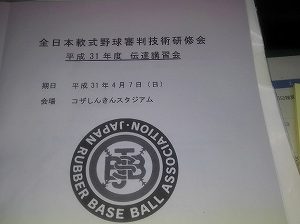 全日本軟式野球審判技術研修会
平成31年度 伝達講習会
期日 平成31年4月7日（日）
会場 コザしんきんスタジアム
JAPAN RUBBER BASE BALL ASSOCIATION